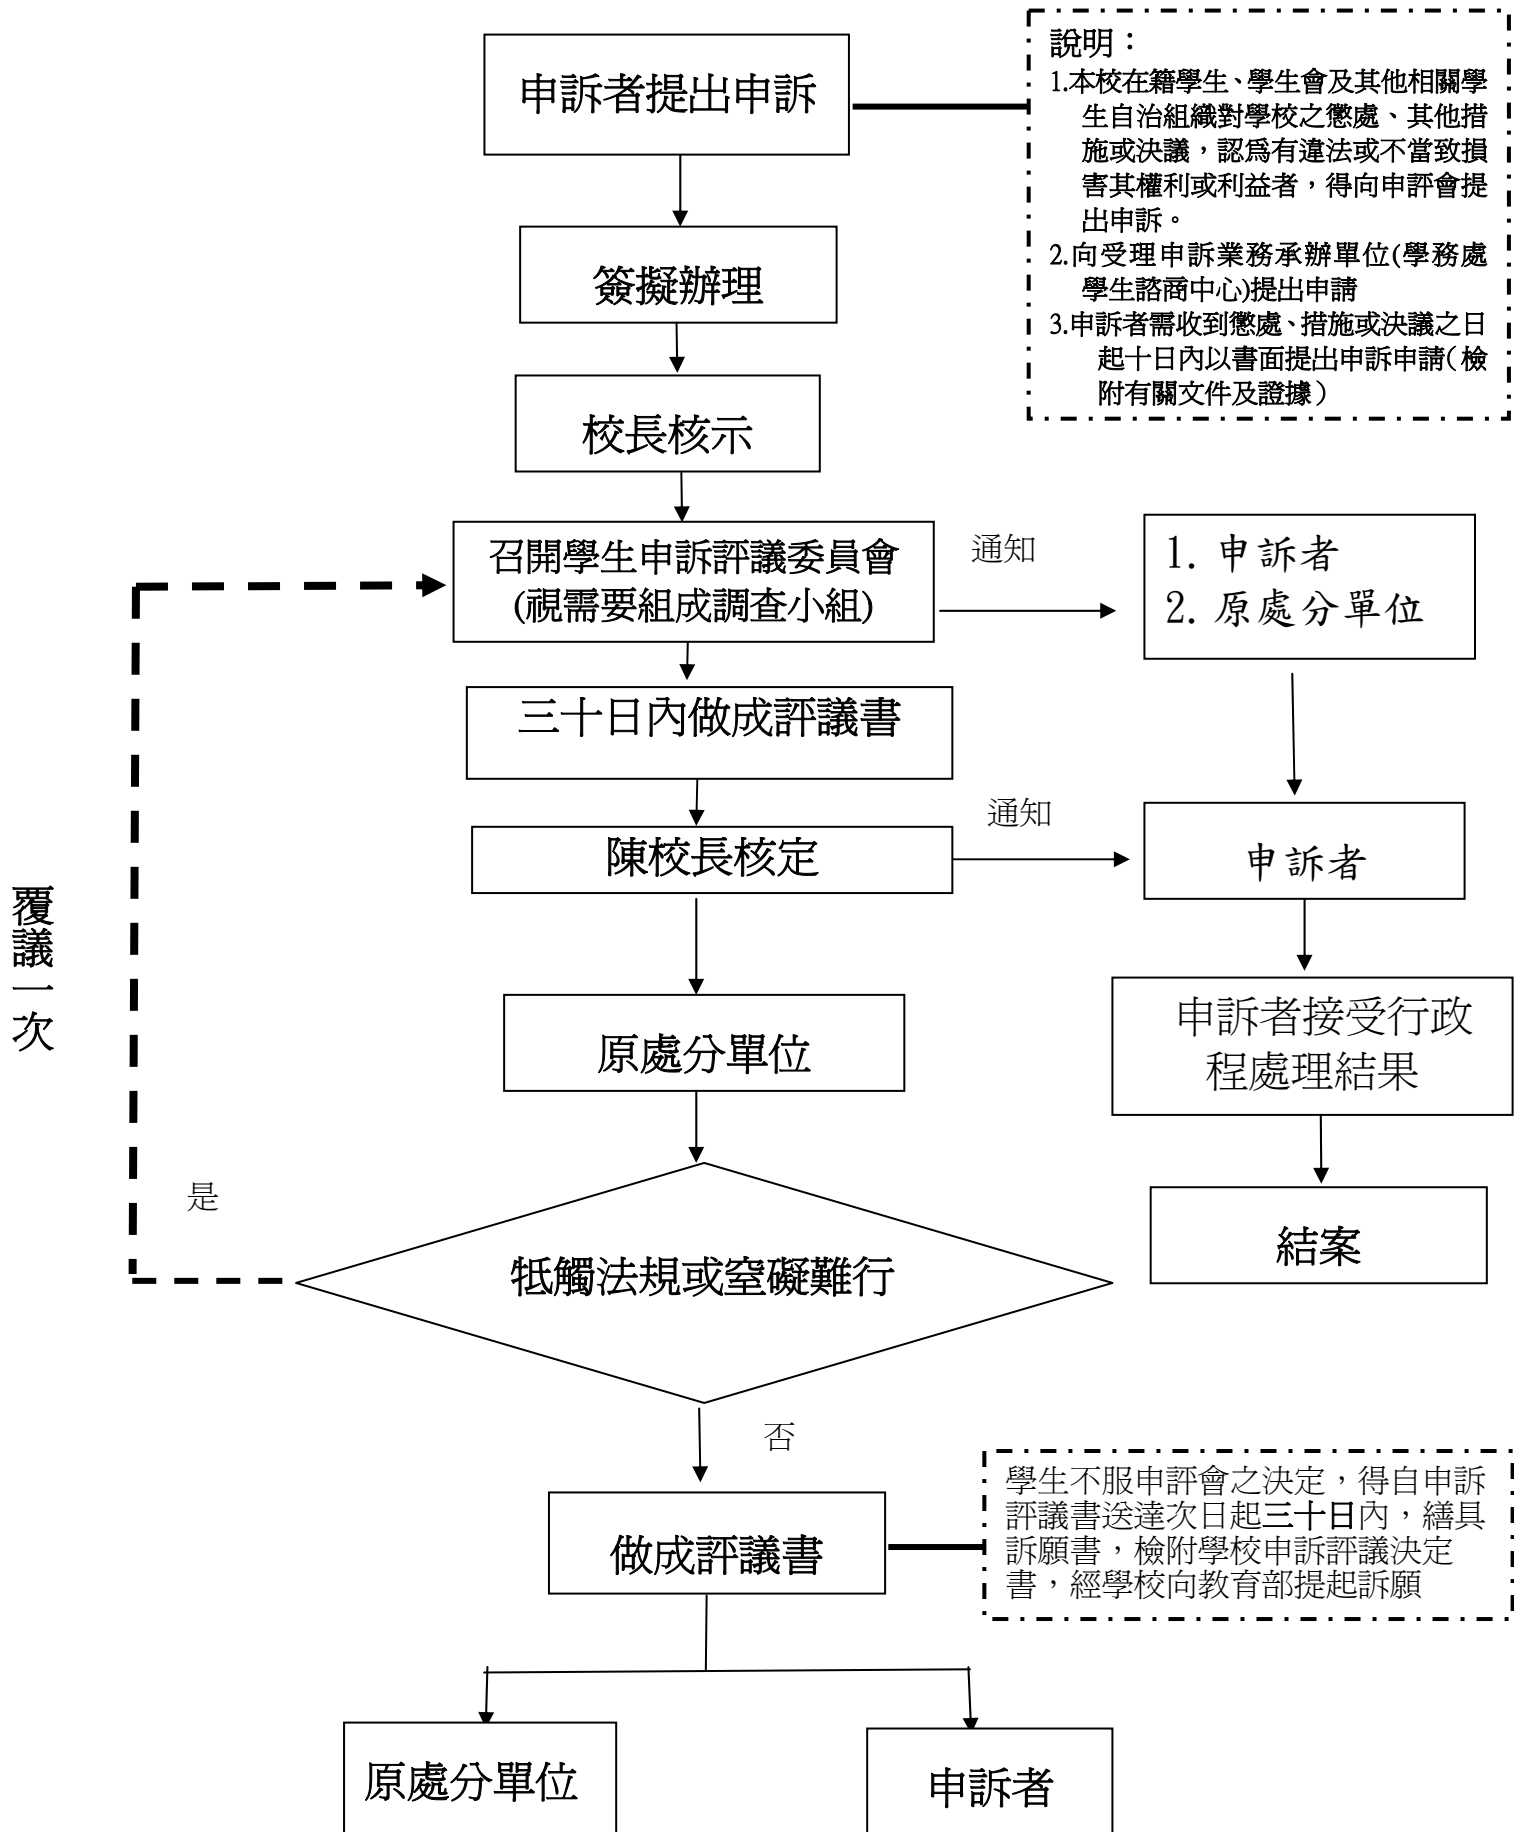 申訴者提出申訴
說明：
1.本校在籍學生、學生會及其他相關學
生自治組織對學校之懲處、其他措
施或決議，認為有違法或不當致損
害其權利或利益者，得向申評會提
出申訴。
2.向受理申訴業務承辦單位(學務處
學生諮商中心)提出申請
3.申訴者需收到懲處、措施或決議之日
起十日內以書面提出申訴申請（檢
附有關文件及證據）
簽擬辦理
校長核示
召開學生申訴評議委員會
(視需要組成調查小組)
通知
1. 申訴者
2. 原處分單位
三十日內做成評議書
陳校長核定
通知
申訴者
覆議一次
原處分單位
申訴者接受行政
程處理結果
是
牴觸法規或窒礙難行
結案
否
做成評議書
學生不服申評會之決定，得自申訴
評議書送達次日起三十日內，繕具
訴願書，檢附學校申訴評議決定
書，經學校向教育部提起訴願
原處分單位
申訴者